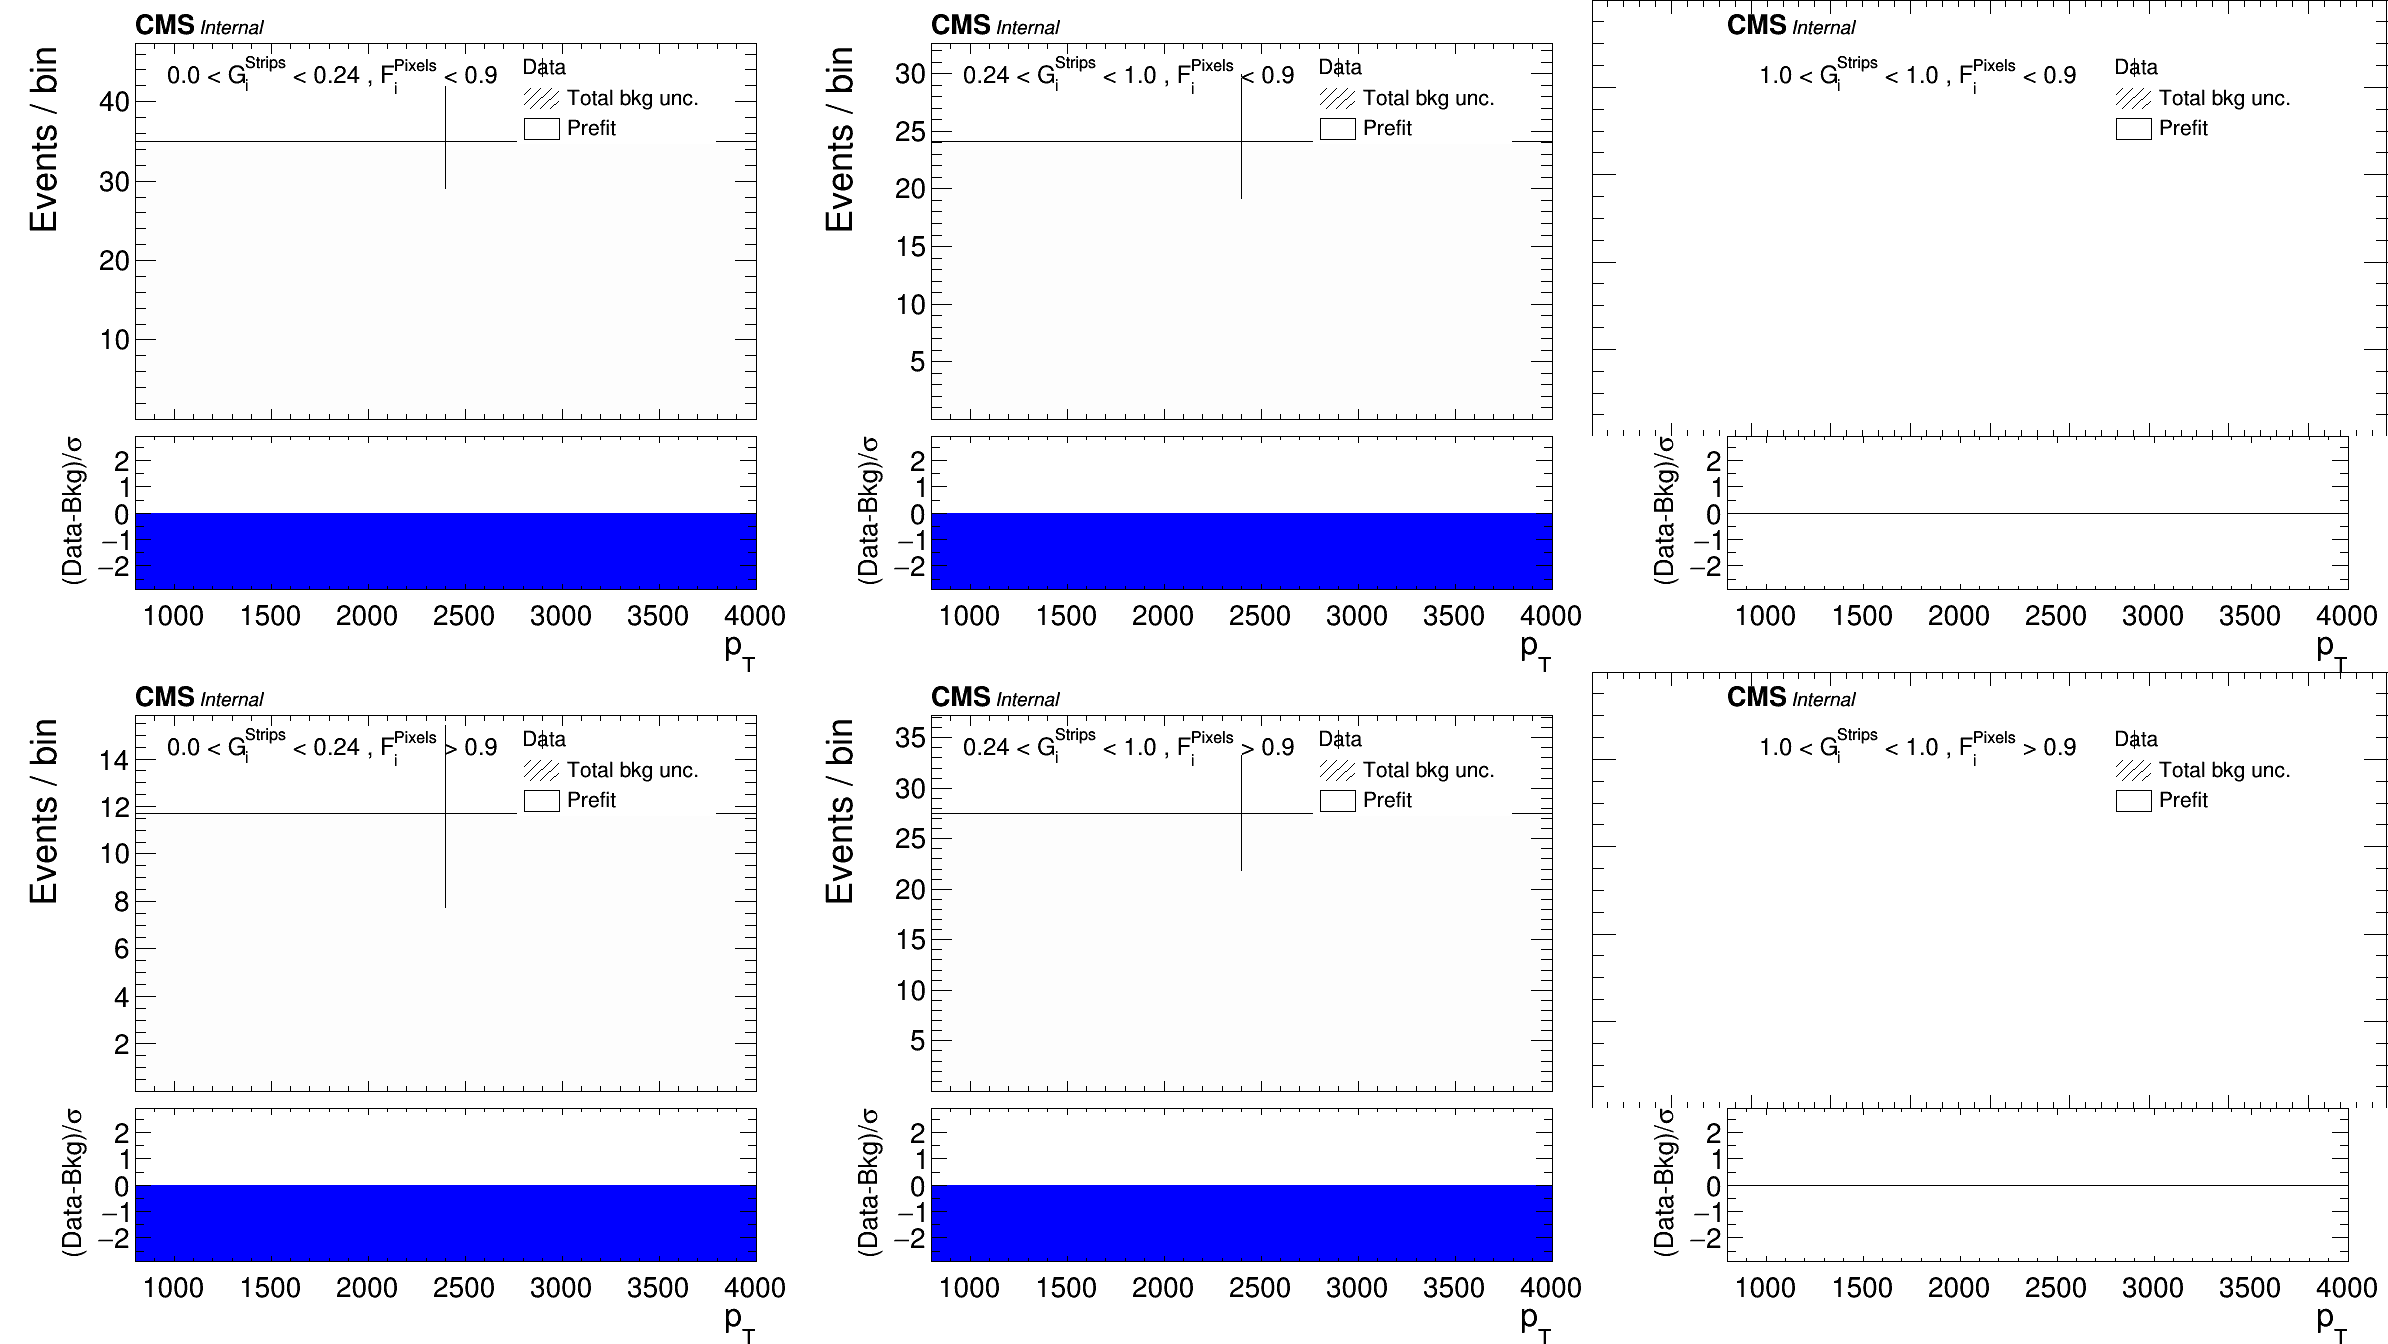 CMS Internal
0.0 < G_i^Strips < 0.24 , F_i^Pixels < 0.9
Data
Total bkg unc.
Prefit
Events / bin
40
30
20
10
(Data-Bkg)/σ
2
1
0
−1
−2
1000 1500 2000 2500 3000 3500 4000
p_T
CMS Internal
0.24 < G_i^Strips < 1.0 , F_i^Pixels < 0.9
Data
Total bkg unc.
Prefit
Events / bin
30
25
20
15
10
5
(Data-Bkg)/σ
2
1
0
−1
−2
1000 1500 2000 2500 3000 3500 4000
p_T
CMS Internal
1.0 < G_i^Strips < 1.0 , F_i^Pixels < 0.9
Data
Total bkg unc.
Prefit
(Data-Bkg)/σ
2
1
0
−1
−2
1000 1500 2000 2500 3000 3500 4000
p_T
CMS Internal
0.0 < G_i^Strips < 0.24 , F_i^Pixels > 0.9
Data
Total bkg unc.
Prefit
Events / bin
14
12
10
8
6
4
2
(Data-Bkg)/σ
2
1
0
−1
−2
1000 1500 2000 2500 3000 3500 4000
p_T
CMS Internal
0.24 < G_i^Strips < 1.0 , F_i^Pixels > 0.9
Data
Total bkg unc.
Prefit
Events / bin
35
30
25
20
15
10
5
(Data-Bkg)/σ
2
1
0
−1
−2
1000 1500 2000 2500 3000 3500 4000
p_T
CMS Internal
1.0 < G_i^Strips < 1.0 , F_i^Pixels > 0.9
Data
Total bkg unc.
Prefit
(Data-Bkg)/σ
2
1
0
−1
−2
1000 1500 2000 2500 3000 3500 4000
p_T